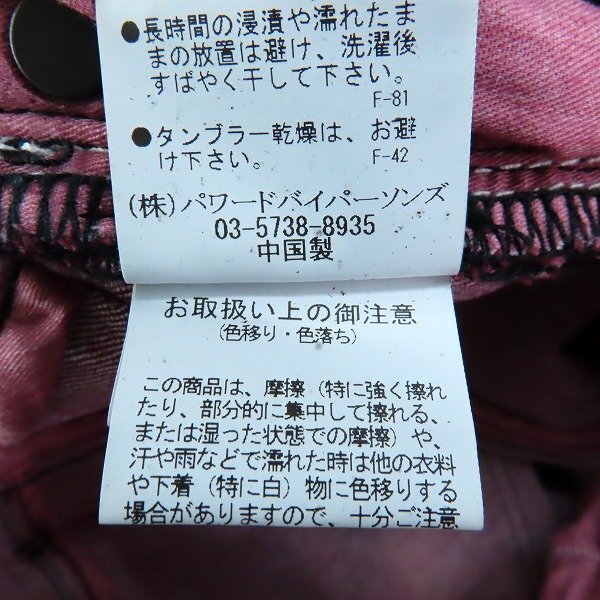 ●長時間の浸漬や濡れたま
まの放置は避け、洗濯後
すばやく干して下さい。
F-81
●タンブラー乾燥は、お避
け下さい。
F-42
(株)パワードバイパーソンズ
03-5738-8935
中国製
お取扱い上の御注意
(色移り・色落ち)
この商品は、摩擦(特に強く擦れ
たり、部分的に集中して擦れる、
または湿った状態での摩擦)や、
汗や雨などで濡れた時は他の衣料
や下着(特に白)物に色移りする
場合がありますので、十分ご注意